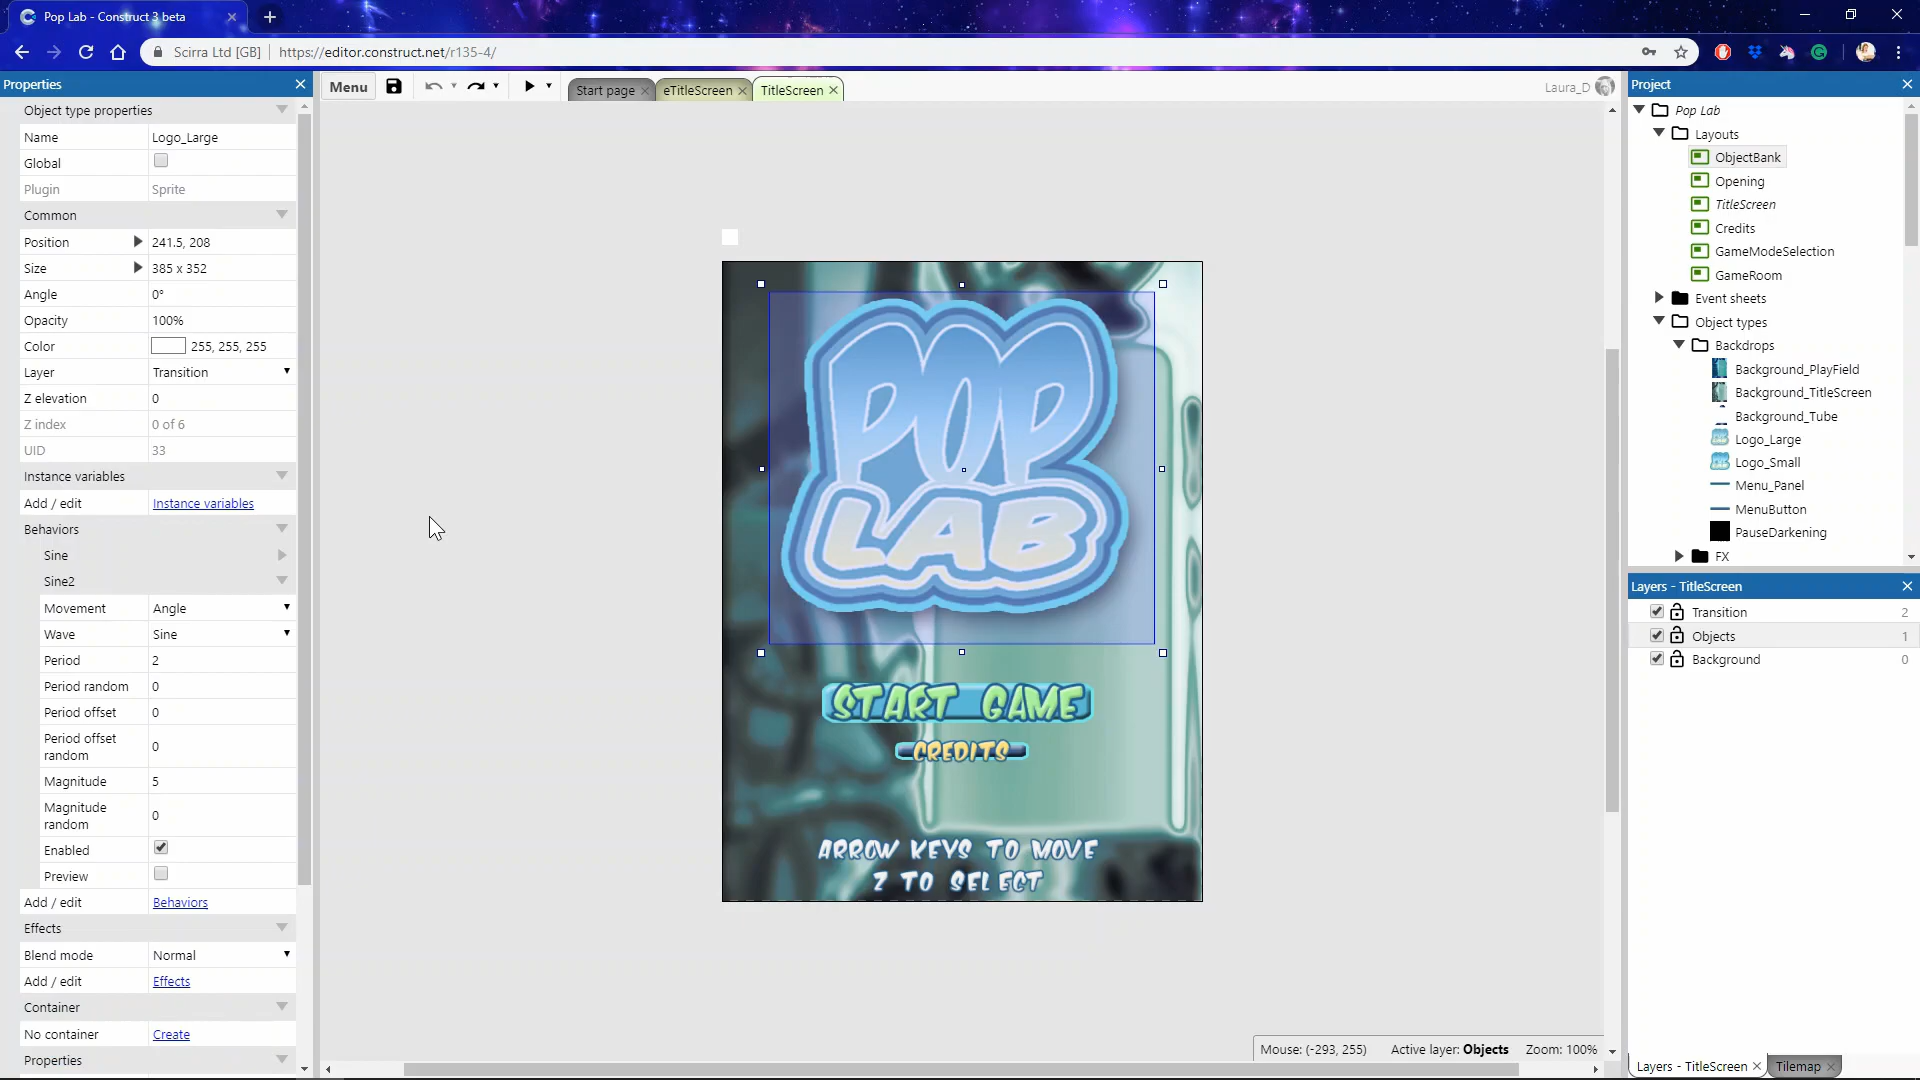 Pop Lab - Construct 3 beta
Scirra Ltd [GB] https://editor.construct.net/r135-4/
Properties
Object type properties
Name Logo_Large
Global
Plugin Sprite
Common
Position 241.5, 208
Size 385 x 352
Angle 0°
Opacity 100%
Color 255, 255, 255
Layer Transition
Z elevation 0
Z index 0 of 6
UID 33
Instance variables
Add / edit Instance variables
Behaviors
Sine
Sine2
Movement Angle
Wave Sine
Period 2
Period random 0
Period offset 0
Period offset random 0
Magnitude 5
Magnitude random 0
Enabled
Preview
Add / edit Behaviors
Effects
Blend mode Normal
Add / edit Effects
Container
No container Create
Properties
Menu
Start page
eTitleScreen
TitleScreen
Laura_D
POP
LAB
START GAME
CREDITS
ARROW KEYS TO MOVE
Z TO SELECT
Mouse: (-293, 255) Active layer: Objects Zoom: 100%
Project
Pop Lab
Layouts
ObjectBank
Opening
TitleScreen
Credits
GameModeSelection
GameRoom
Event sheets
Object types
Backdrops
Background_PlayField
Background_TitleScreen
Background_Tube
Logo_Large
Logo_Small
Menu_Panel
MenuButton
PauseDarkening
FX
Layers - TitleScreen
Transition 2
Objects 1
Background 0
Layers - TitleScreen
Tilemap